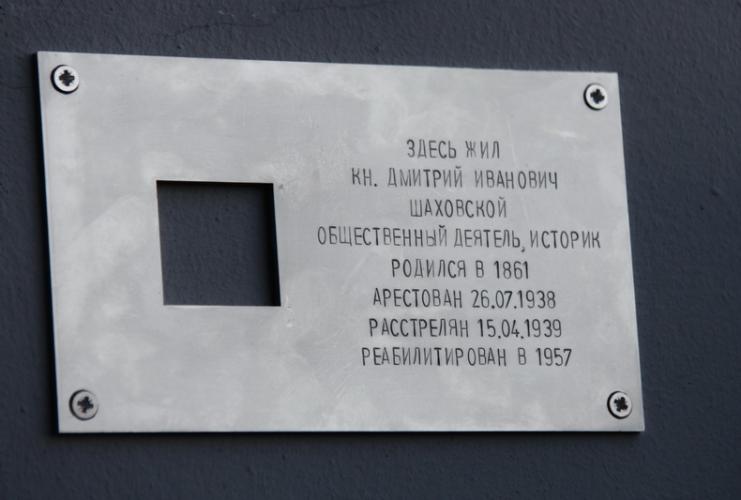 ЗДЕСЬ ЖИЛ
КН. ДМИТРИЙ ИВАНОВИЧ
ШАХОВСКОЙ
ОБЩЕСТВЕННЫЙ ДЕЯТЕЛЬ, ИСТОРИК
РОДИЛСЯ В 1861
АРЕСТОВАН 26.07.1938
РАССТРЕЛЯН 15.04.1939
РЕАБИЛИТИРОВАН В 1957